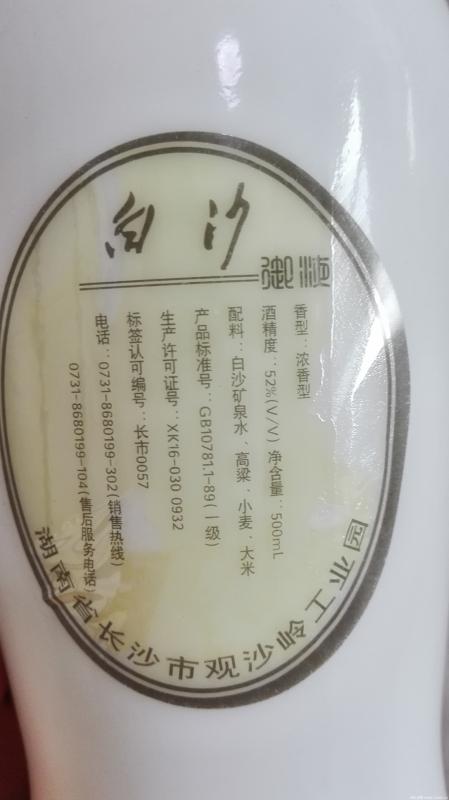 白沙
御酒
香型：浓香型
酒精度：52%(V/V) 净含量：500mL
配料：白沙矿泉水、高粱、小麦、大米
产品标准号：GB10781.1-89(一级)
生产许可证号：XK16-030 0932
标签认可编号：长市0057
电话：0731-8680199-302(销售热线)
0731-8680199-104(售后服务电话)
湖南省长沙市观沙岭工业园